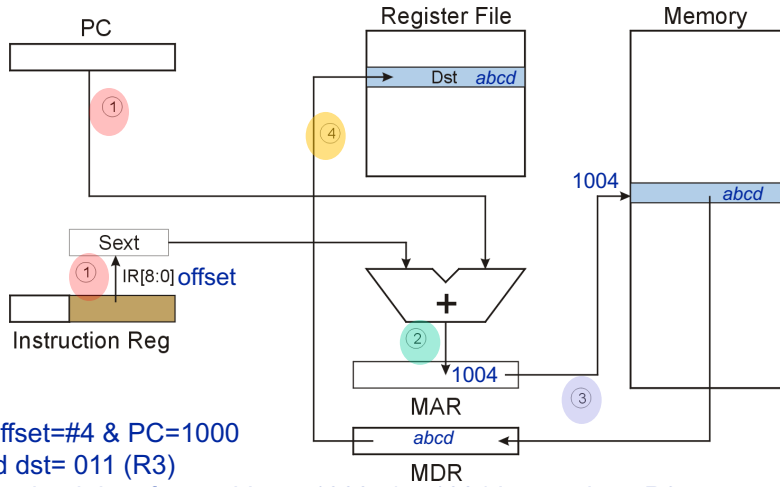 PC
Register File
Memory
Dst abcd
①
④
1004
abcd
Sext
① IR[8:0] offset
+
②
Instruction Reg
1004
③
MAR
ffset=#4 & PC=1000
abcd
d dst= 011 (R3)
MDR